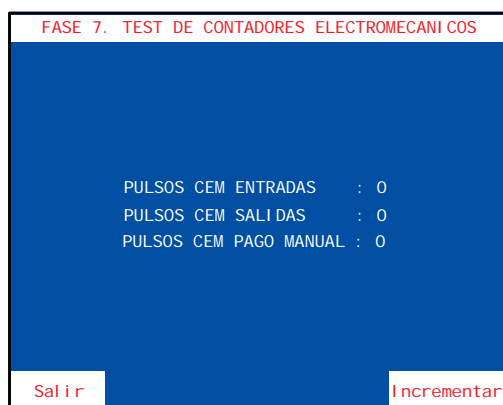 FASE 7. TEST DE CONTADORES ELECTROMECANICOS
PULSOS CEM ENTRADAS : 0
PULSOS CEM SALIDAS : 0
PULSOS CEM PAGO MANUAL : 0
Salir
Incrementar